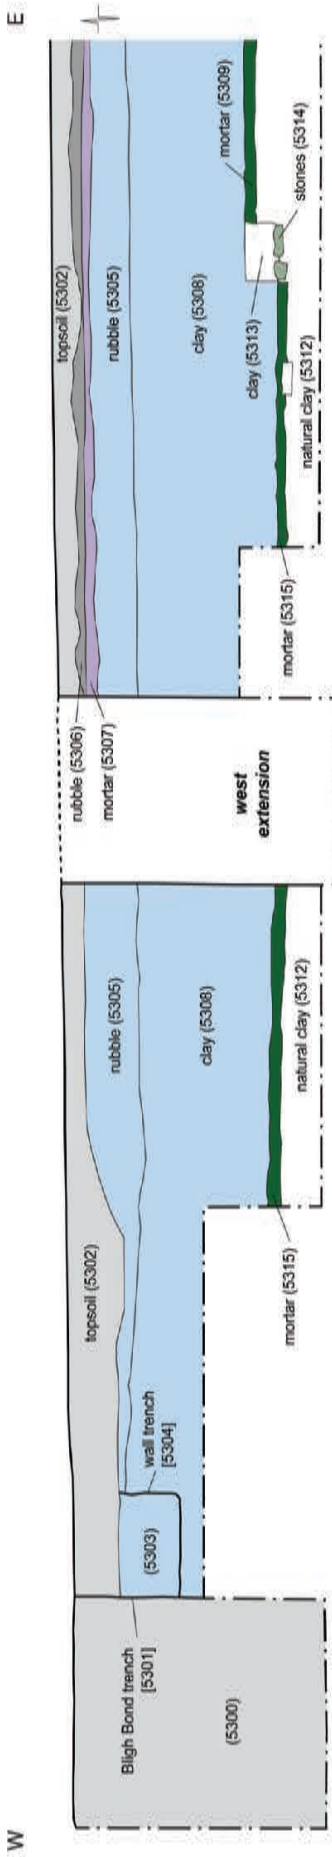 W
E
Bligh Bond trench
[5301]
(5300)
topsoil (5302)
(5303)
wall trench
[5304]
rubble (5305)
clay (5308)
mortar (5315)
natural clay (5312)
west
extension
rubble (5306)
mortar (5307)
topsoil (5302)
rubble (5305)
clay (5308)
mortar (5315)
clay (5313)
natural clay (5312)
mortar (5309)
stones (5314)